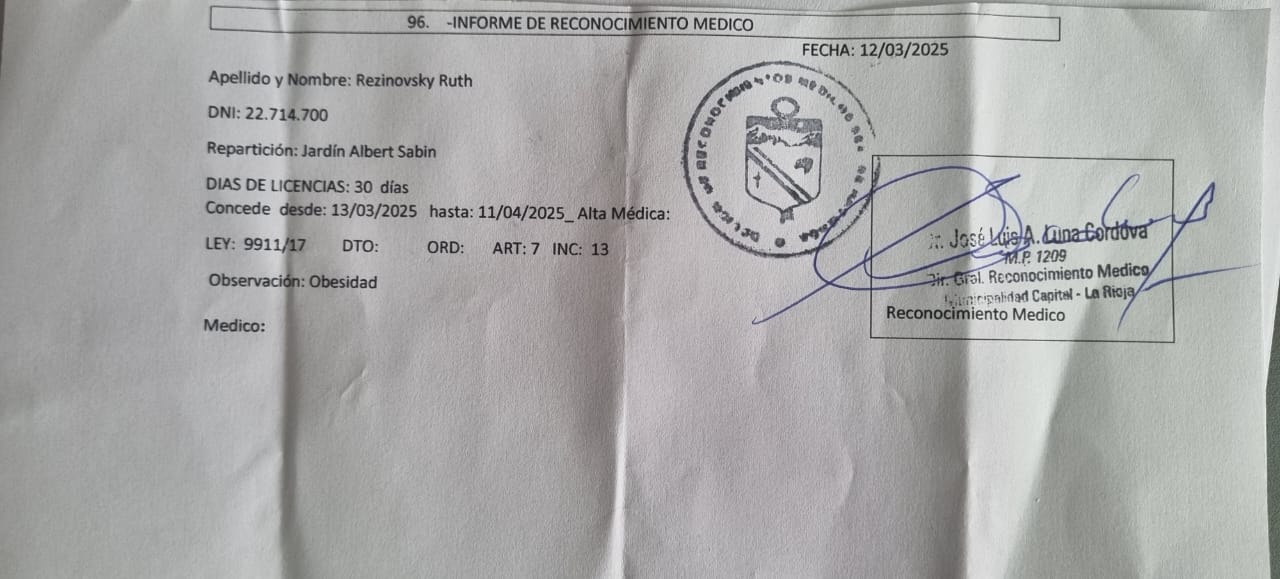 96. -INFORME DE RECONOCIMIENTO MEDICO
FECHA: 12/03/2025
Apellido y Nombre: Rezinovsky Ruth
DNI: 22.714.700
Repartición: Jardín Albert Sabin
DIAS DE LICENCIAS: 30 días
Concede desde: 13/03/2025 hasta: 11/04/2025_ Alta Médica:
LEY: 9911/17 DTO: ORD: ART: 7 INC: 13
Observación: Obesidad
Medico:
José Luis A. Luna Cordova
M.P. 1209
Dir. Gral. Reconocimiento Medico
Municipalidad Capital - La Rioja
Reconocimiento Medico